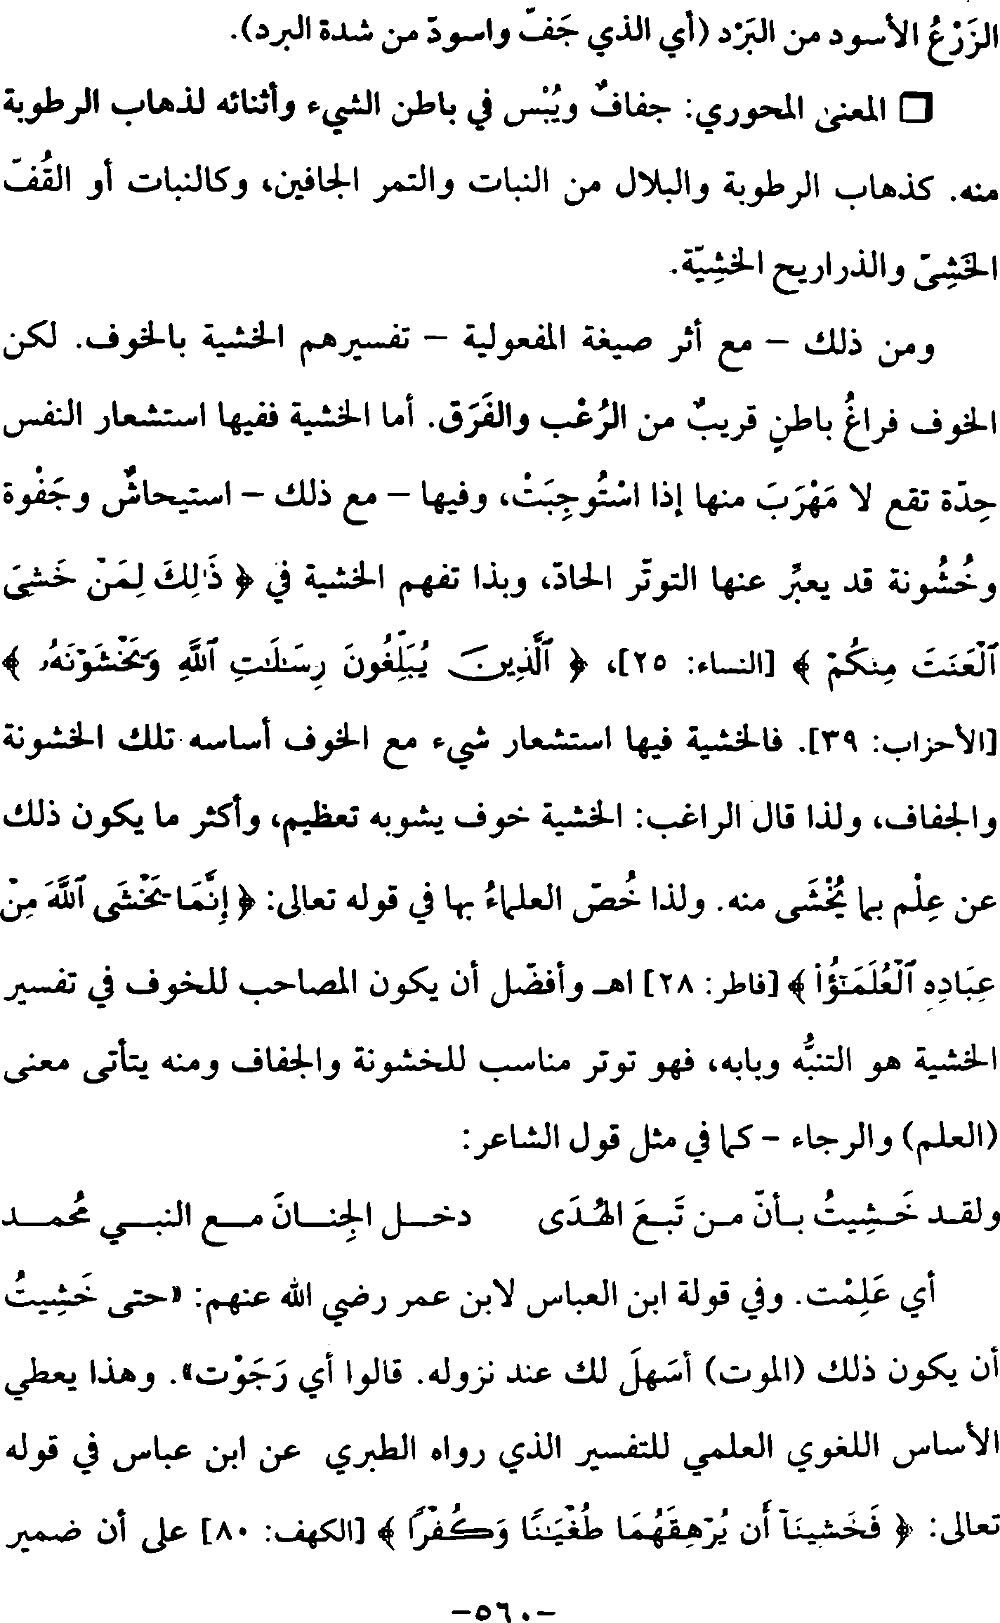 الزَرْعُ الأسود من البَرْد (أي الذي جَفّ واسودّ من شدة البرد).
❑ المعنى المحوري: جفافٌ ويُبْس في باطن الشيء وأثنائه لذهاب الرطوبة
منه. كذهاب الرطوبة والبلال من النبات والتمر الجافين، وكالنبات أو القُفّ
الخَشِىّ والذراريح الخشِيّة.
ومن ذلك – مع أثر صيغة المفعولية – تفسيرهم الخشية بالخوف. لكن
الخوف فراغُ باطنٍ قريبٌ من الرُعْب والفَرَق. أما الخشية ففيها استشعار النفس
حِدّة تقع لا مَهْرَبَ منها إذا اسْتُوجِبَتْ، وفيها – مع ذلك – استيحاشٌ وجَفْوة
وخُشُونة قد يعبَّر عنها التوتّر الحادّ، وبذا تفهم الخشية في ﴿ ذَٰلِكَ لِمَنْ خَشِىَ
ٱلْعَنَتَ مِنكُمْ ﴾ [النساء: ٢٥]، ﴿ ٱلَّذِينَ يُبَلِّغُونَ رِسَٰلَٰتِ ٱللَّهِ وَيَخْشَوْنَهُۥ ﴾
[الأحزاب: ٣٩]. فالخشية فيها استشعار شيء مع الخوف أساسه تلك الخشونة
والجفاف، ولذا قال الراغب: الخشية خوف يشوبه تعظيم، وأكثر ما يكون ذلك
عن عِلْم بما يُخْشَى منه. ولذا خُصّ العلماءُ بها في قوله تعالى: ﴿ إِنَّمَا يَخْشَى ٱللَّهَ مِنْ
عِبَادِهِ ٱلْعُلَمَٰٓؤُا۟ ﴾ [فاطر: ٢٨] اهـ وأفضّل أن يكون المصاحب للخوف في تفسير
الخشية هو التنبُّه وبابه، فهو توتر مناسب للخشونة والجفاف ومنه يتأتى معنى
(العلم) والرجاء – كما في مثل قول الشاعر:
ولقد خَشِيتُ بأنّ من تَبعَ الهُدَى دخل الجِنانَ مع النبي مُحمد
أي عَلِمْت. وفي قولة ابن العباس لابن عمر رضي الله عنهم: «حتى خَشِيتُ
أن يكون ذلك (الموت) أسَهلَ لك عند نزوله. قالوا أي رَجَوْت». وهذا يعطي
الأساس اللغوي العلمي للتفسير الذي رواه الطبري عن ابن عباس في قوله
تعالى: ﴿ فَخَشِينَآ أَن يُرْهِقَهُمَا طُغْيَٰنًا وَكُفْرًا ﴾ [الكهف: ٨٠] على أن ضمير
–٥٦٠–